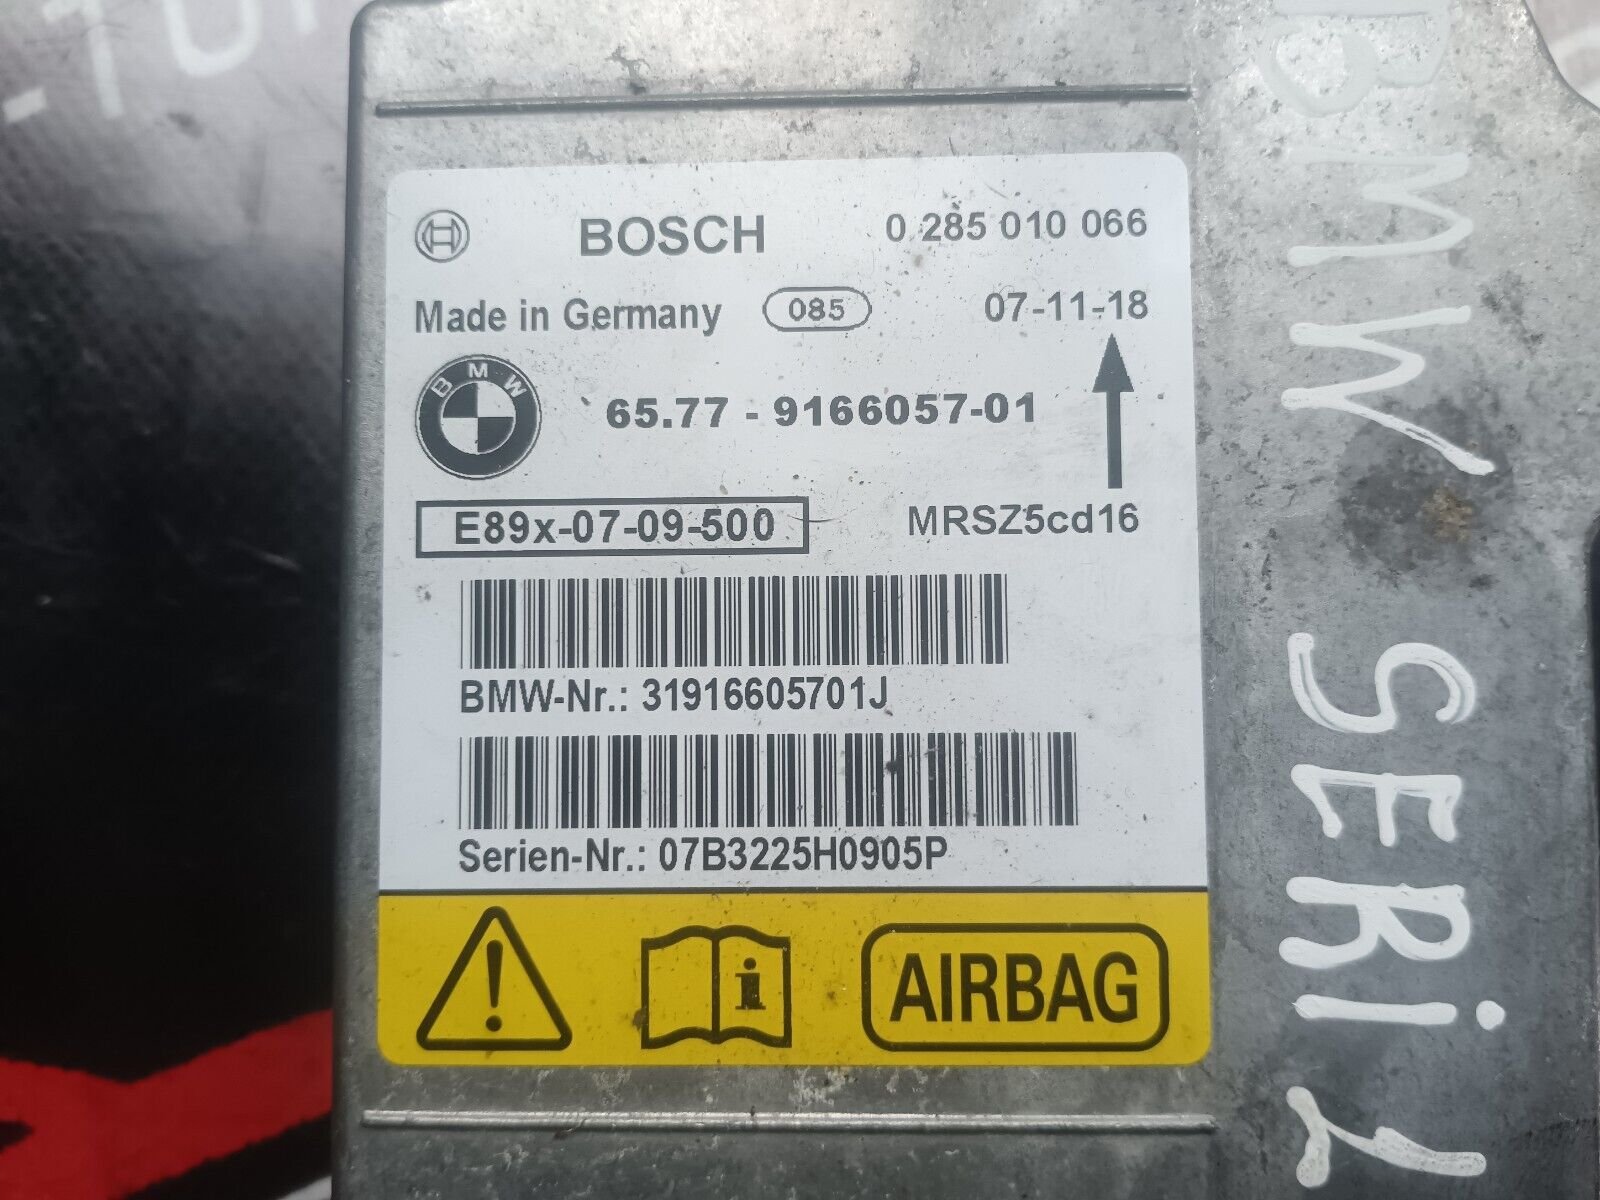 BOSCH 0 285 010 066
Made in Germany 085 07-11-18
BMW
65.77 - 9166057-01
E89x-07-09-500 MRSZ5cd16
BMW-Nr.: 31916605701J
Serien-Nr.: 07B3225H0905P
AIRBAG
BMW SERi